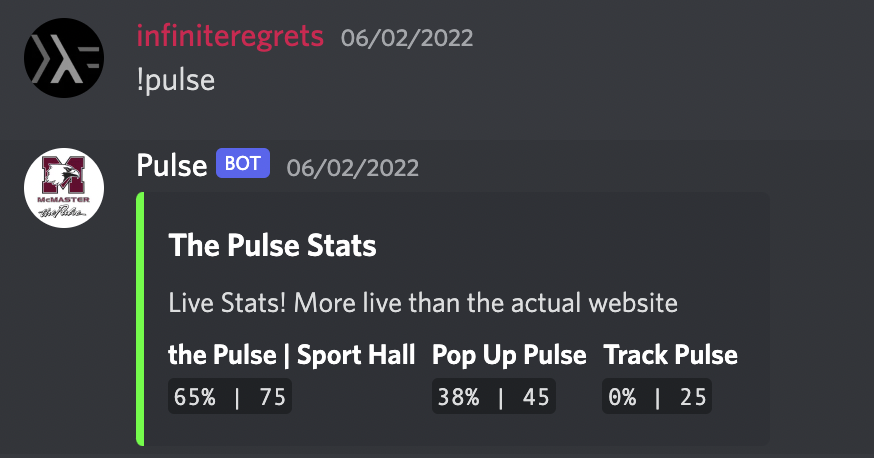 infiniteregrets 06/02/2022
!pulse
M
McMASTER
the Pulse
Pulse BOT 06/02/2022
The Pulse Stats
Live Stats! More live than the actual website
the Pulse | Sport Hall Pop Up Pulse Track Pulse
65% | 75 38% | 45 0% | 25